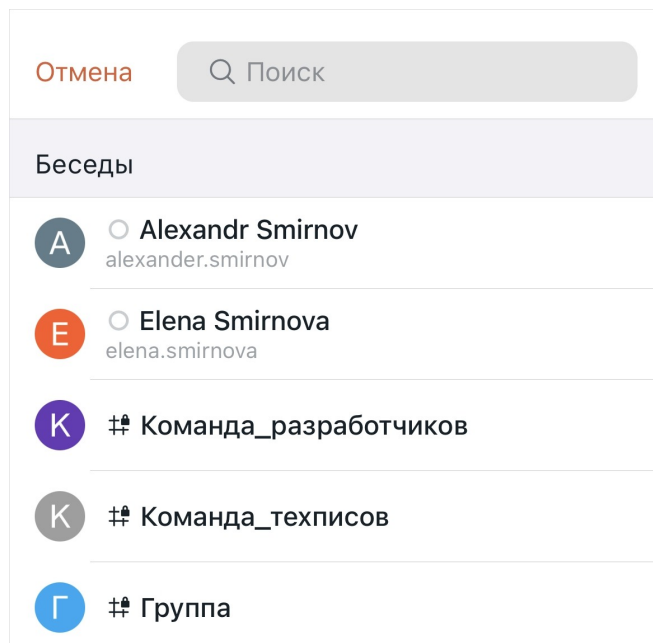 Отмена
Поиск
Беседы
A
Alexandr Smirnov
alexander.smirnov
E
Elena Smirnova
elena.smirnova
К
Команда_разработчиков
К
Команда_техписов
Г
Группа